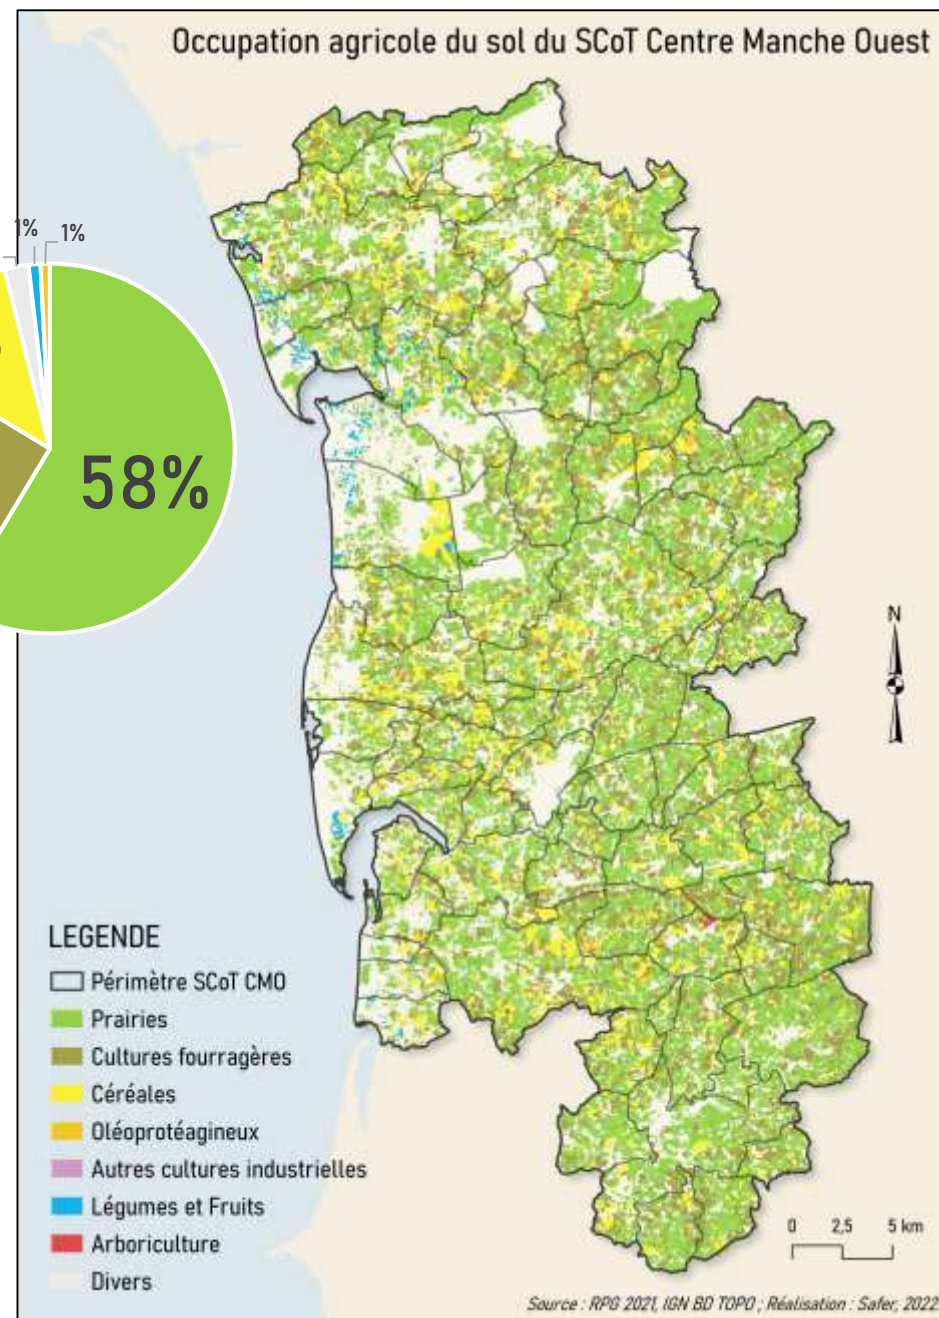 Occupation agricole du sol du SCoT Centre Manche Ouest
1%
1%
58%
N
LEGENDE
Périmètre SCoT CMO
Prairies
Cultures fourragères
Céréales
Oléoprotéagineux
Autres cultures industrielles
Légumes et Fruits
Arboriculture
Divers
0 2,5 5 km
Source : RPG 2021, IGN BD TOPO ; Réalisation : Safer, 2022